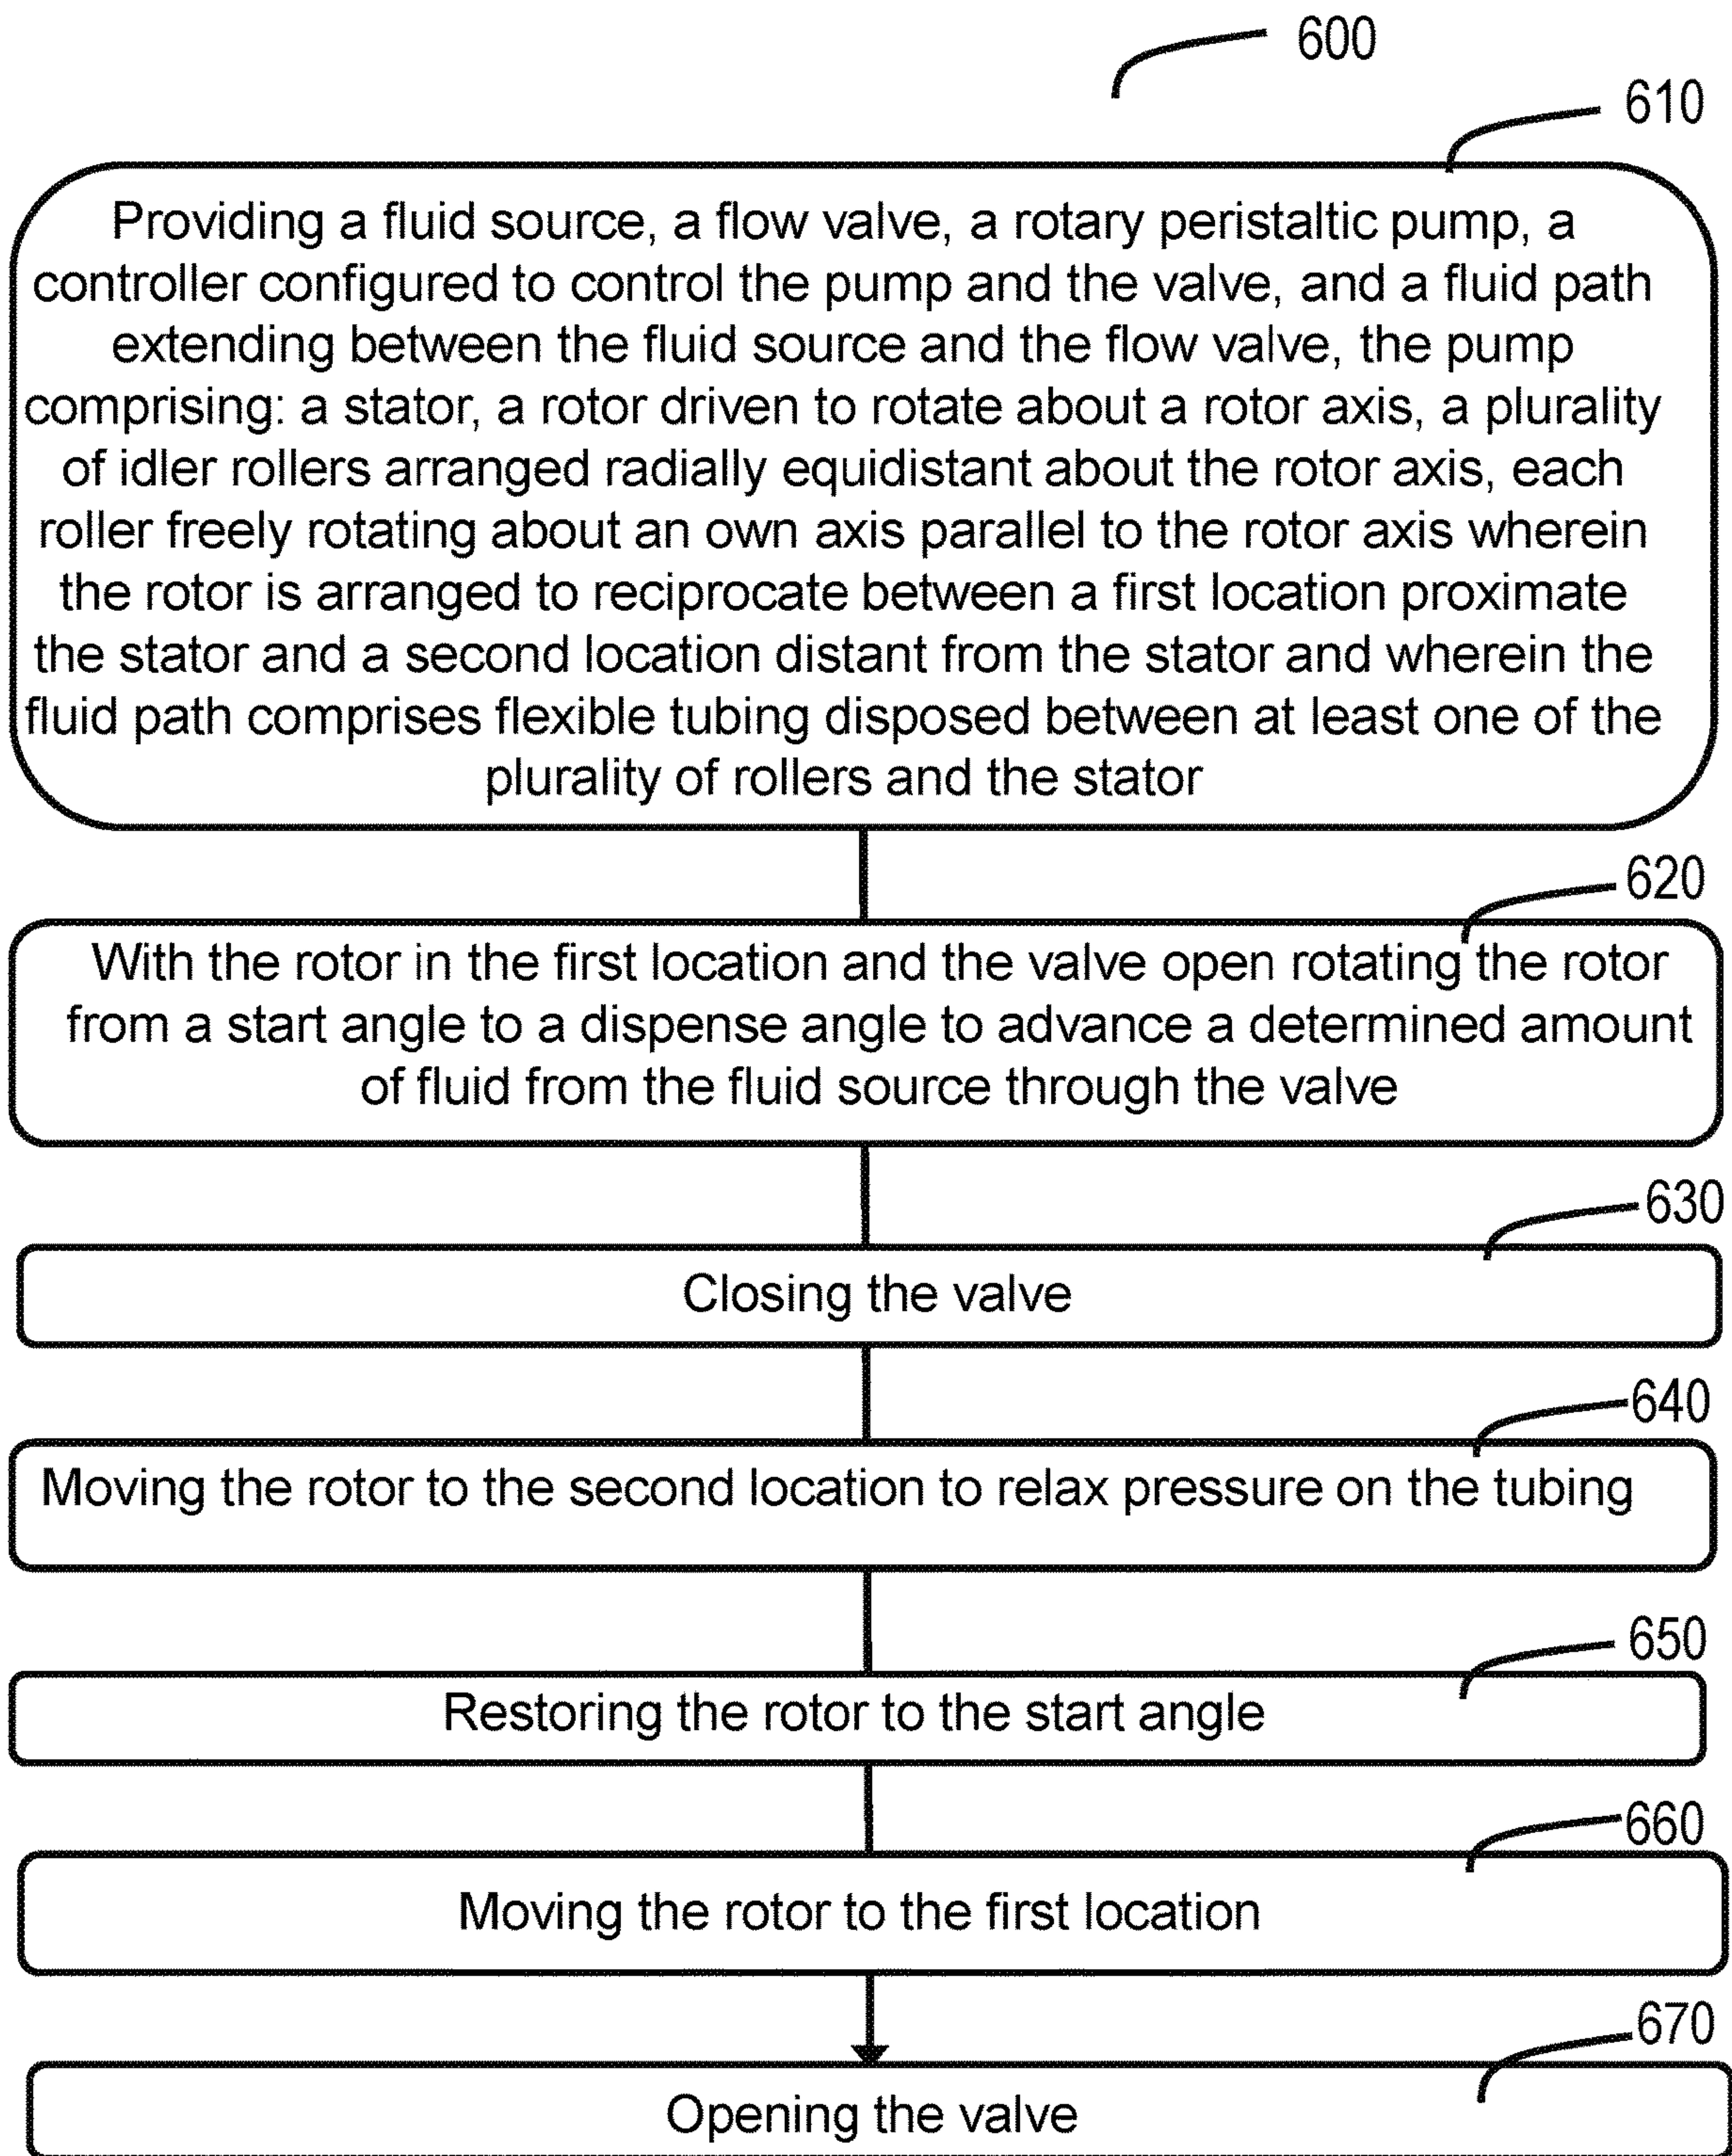 600
610
Providing a fluid source, a flow valve, a rotary peristaltic pump, a
controller configured to control the pump and the valve, and a fluid path
extending between the fluid source and the flow valve, the pump
comprising: a stator, a rotor driven to rotate about a rotor axis, a plurality
of idler rollers arranged radially equidistant about the rotor axis, each
roller freely rotating about an own axis parallel to the rotor axis wherein
the rotor is arranged to reciprocate between a first location proximate
the stator and a second location distant from the stator and wherein the
fluid path comprises flexible tubing disposed between at least one of the
plurality of rollers and the stator
620
With the rotor in the first location and the valve open rotating the rotor
from a start angle to a dispense angle to advance a determined amount
of fluid from the fluid source through the valve
630
Closing the valve
640
Moving the rotor to the second location to relax pressure on the tubing
650
Restoring the rotor to the start angle
660
Moving the rotor to the first location
670
Opening the valve